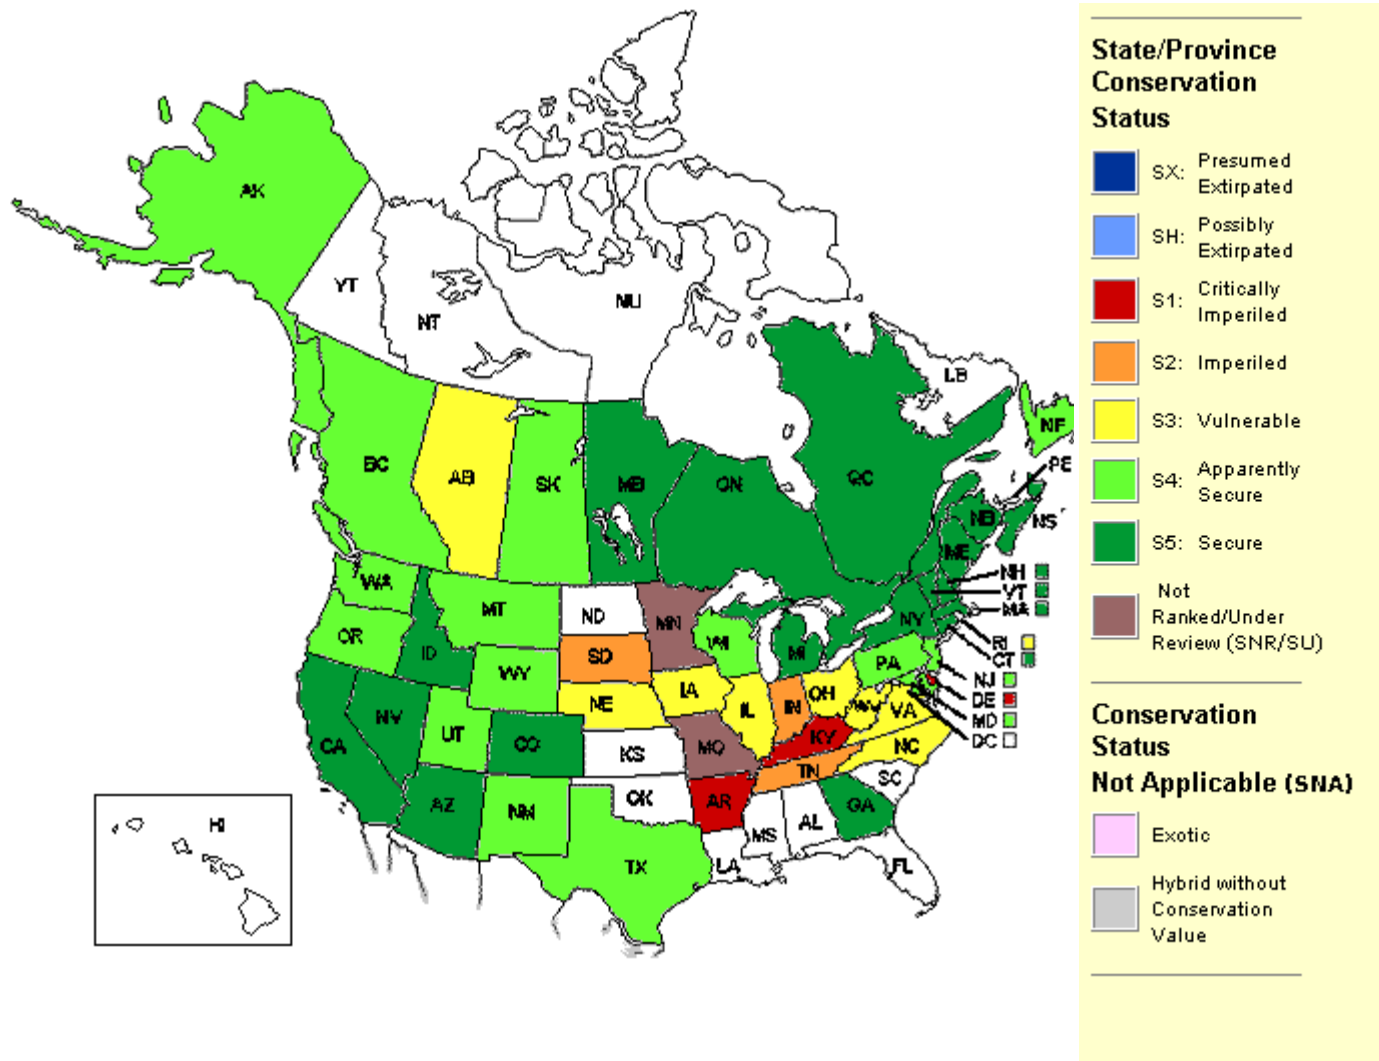 AK
YT
NT
NU
LB
NF
BC
AB
SK
MB
ON
QC
PE
NB
NS
ME
NH
VT
MA
WA
MT
ND
MN
OR
ID
SD
WI
MI
NY
RI
CT
WY
PA
NJ
NE
IA
OH
DE
IL
IN
WV
VA
MD
NV
UT
CO
KS
MO
KY
NC
DC
CA
TN
SC
AZ
NM
OK
AR
GA
MS
AL
HI
TX
LA
FL
State/Province
Conservation
Status
SX: Presumed
Extirpated
SH: Possibly
Extirpated
S1: Critically
Imperiled
S2: Imperiled
S3: Vulnerable
S4: Apparently
Secure
S5: Secure
Not
Ranked/Under
Review (SNR/SU)
Conservation
Status
Not Applicable (SNA)
Exotic
Hybrid without
Conservation
Value